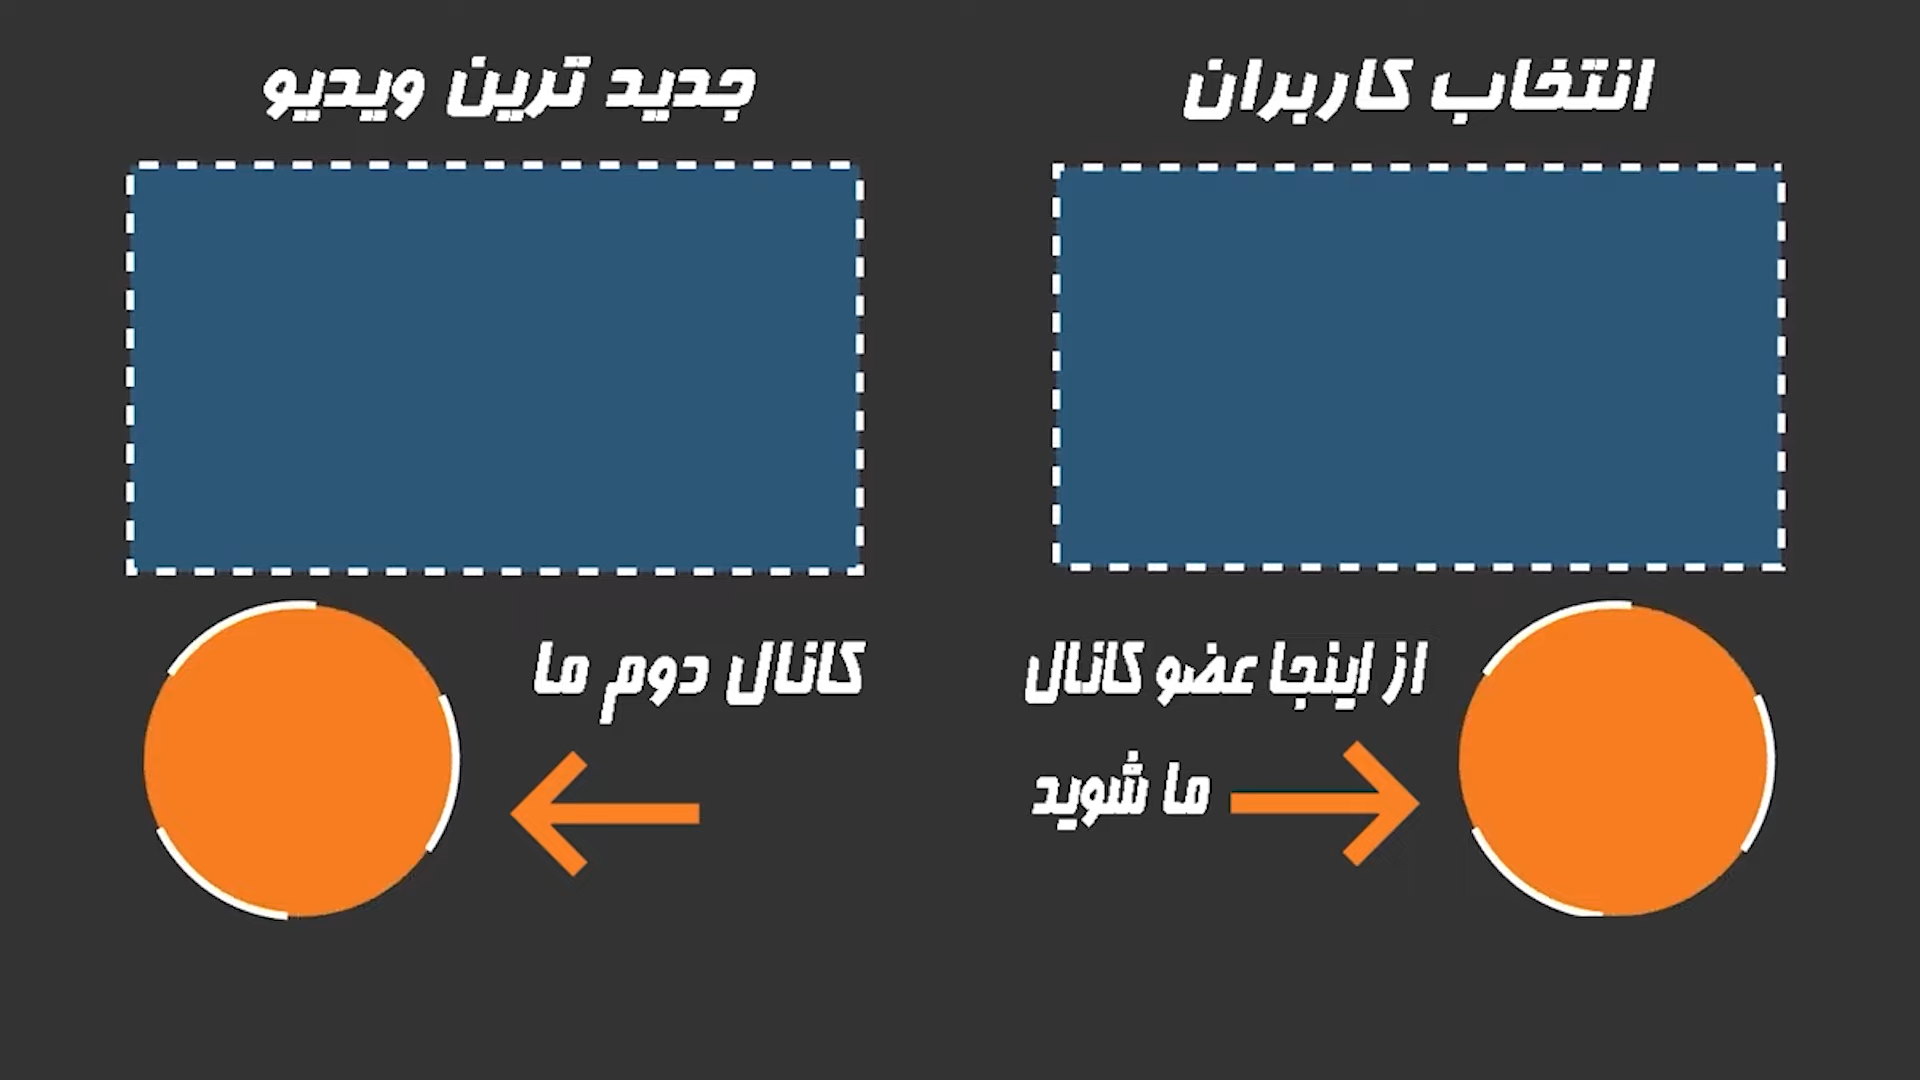 انتخاب کاربران
جدید ترین ویدیو
از اینجا عضو کانال
ما شوید
کانال دوم ما